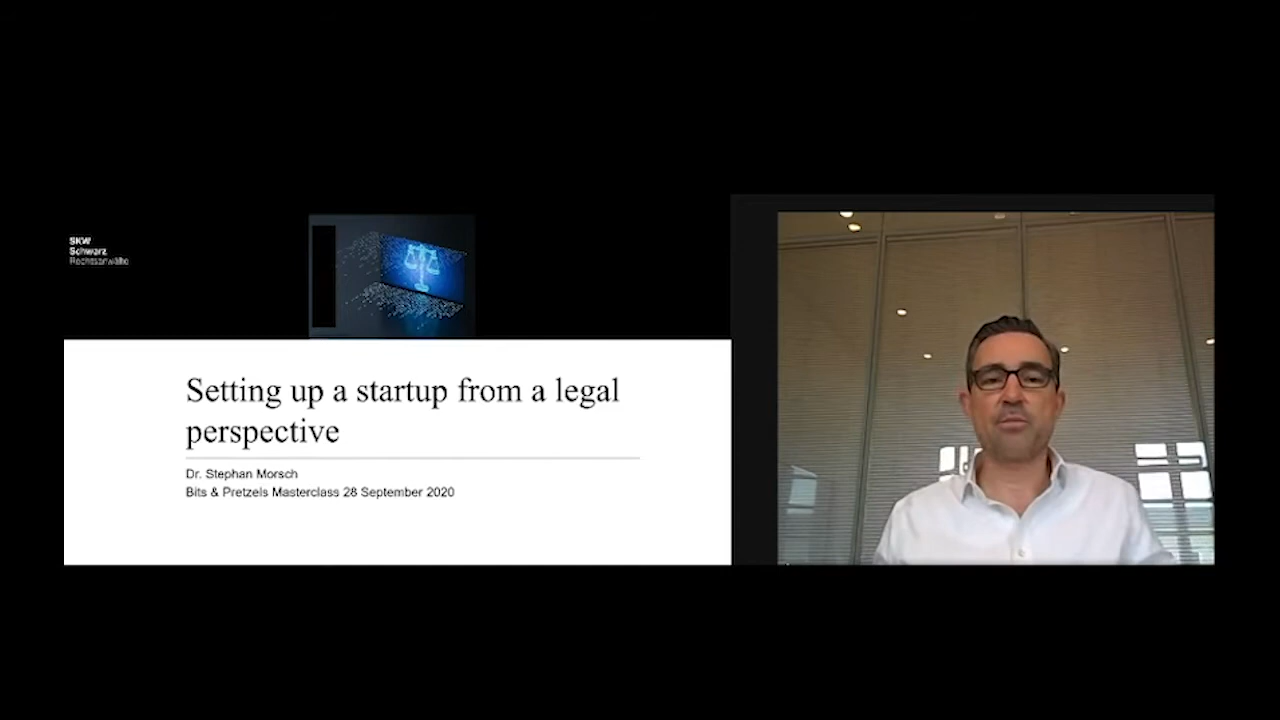 SKW
Schwarz
Rechtsanwälte
Setting up a startup from a legal
perspective
Dr. Stephan Morsch
Bits & Pretzels Masterclass 28 September 2020